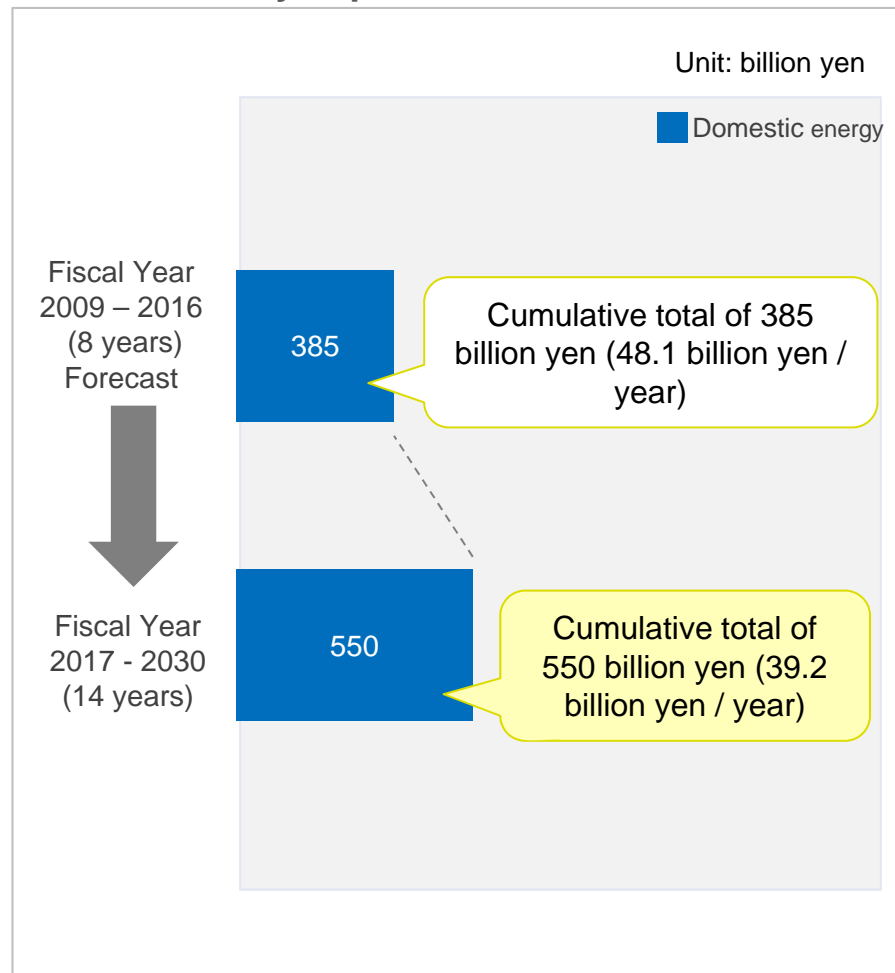 Unit: billion yen
Domestic energy
Fiscal Year
2009 – 2016
(8 years)
Forecast
385
Cumulative total of 385
billion yen (48.1 billion yen /
year)
Fiscal Year
2017 - 2030
(14 years)
550
Cumulative total of
550 billion yen (39.2
billion yen / year)